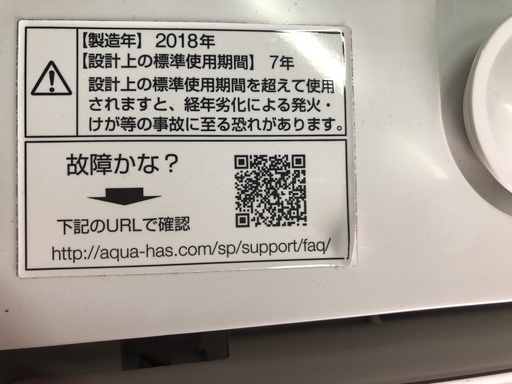 【製造年】 2018年
【設計上の標準使用期間】 7年
設計上の標準使用期間を超えて使用
されますと、経年劣化による発火・
けが等の事故に至る恐れがあります。
故障かな？
下記のURLで確認
http://aqua-has.com/sp/support/faq/